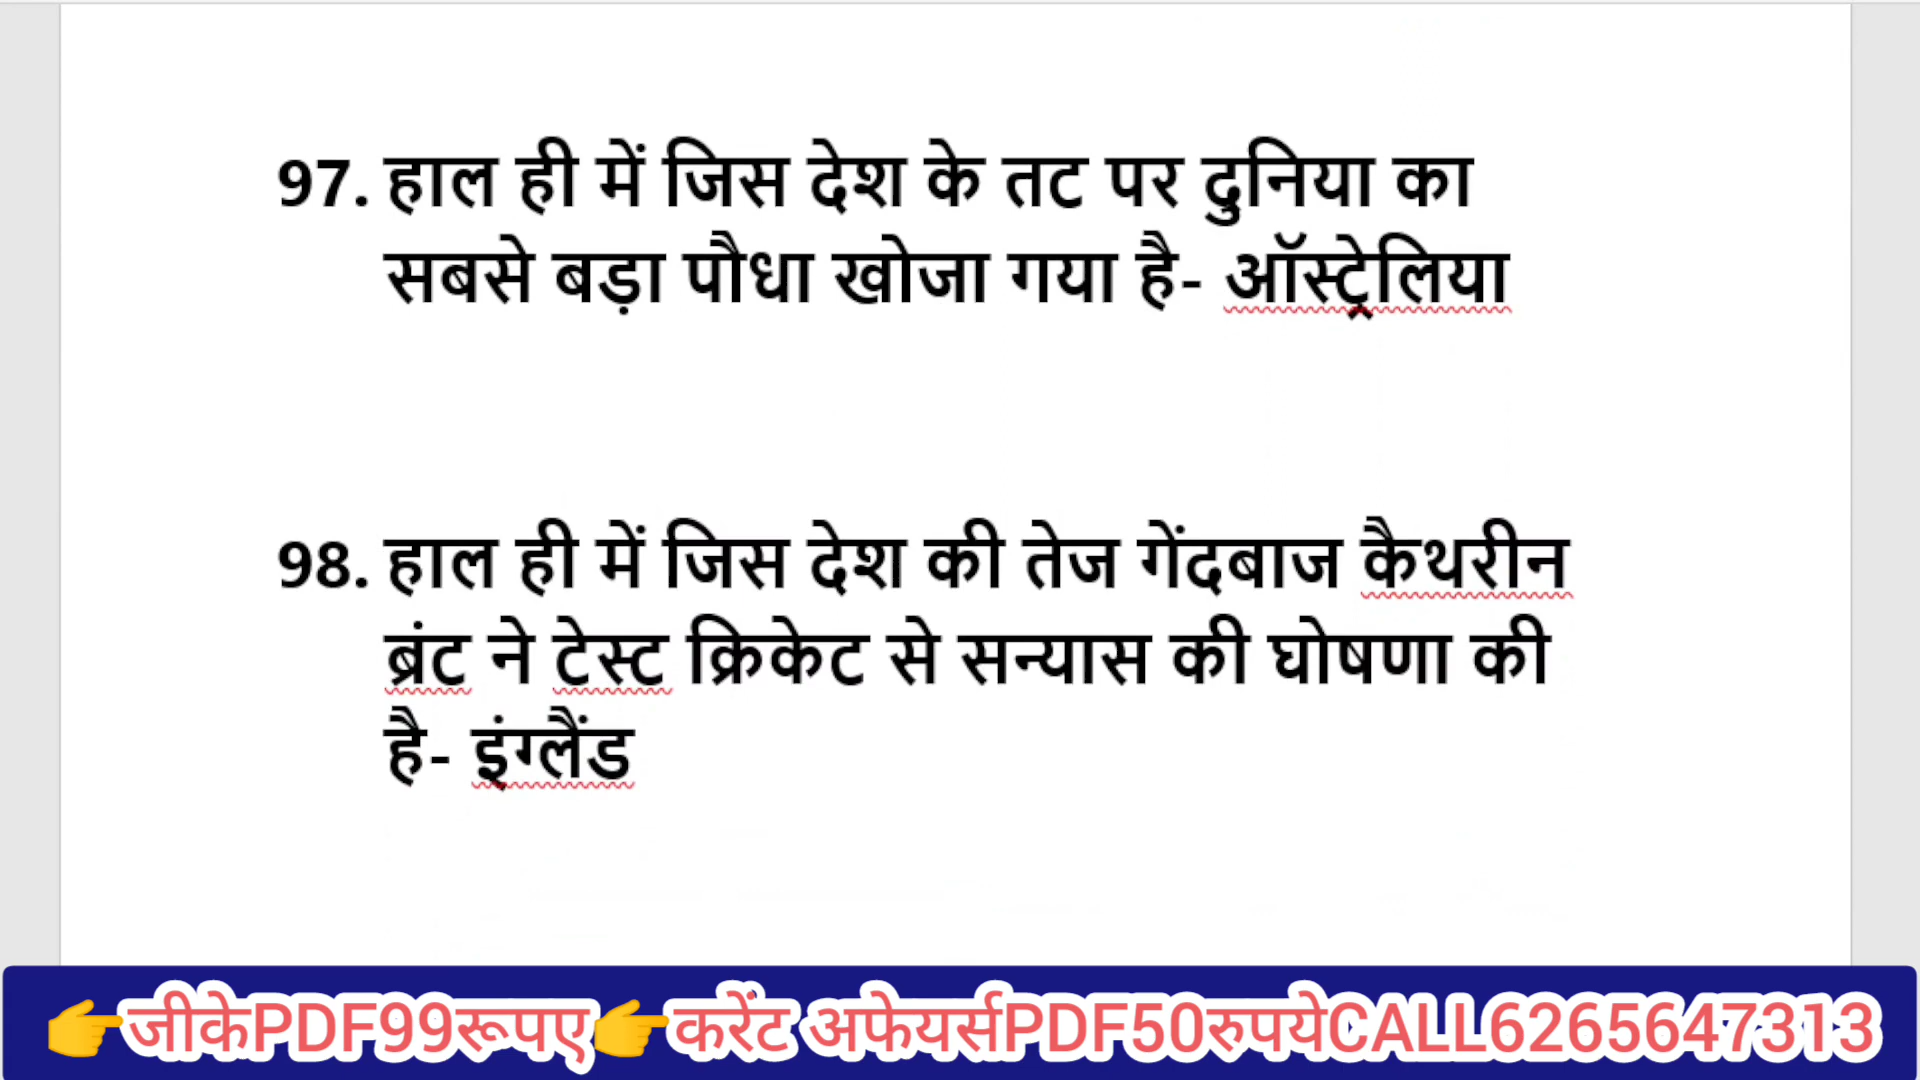 97. हाल ही में जिस देश के तट पर दुनिया का
सबसे बड़ा पौधा खोजा गया है- ऑस्ट्रेलिया
98. हाल ही में जिस देश की तेज गेंदबाज कैथरीन
ब्रंट ने टेस्ट क्रिकेट से सन्यास की घोषणा की
है- इंग्लैंड
👉जीकेPDF99रूपए👉करेंट अफेयर्सPDF50रुपयेCALL6265647313